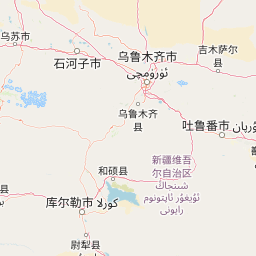 乌苏市
石河子市
乌鲁木齐市
ئۈرۈمچى
吉木萨尔
县
乌鲁木齐
县
吐鲁番市
和硕县
新疆维吾
尔自治区
شىنجاڭ
ئۇيغۇر ئاپتونوم
رايونى
县
库尔勒市
كورلا
尉犁县